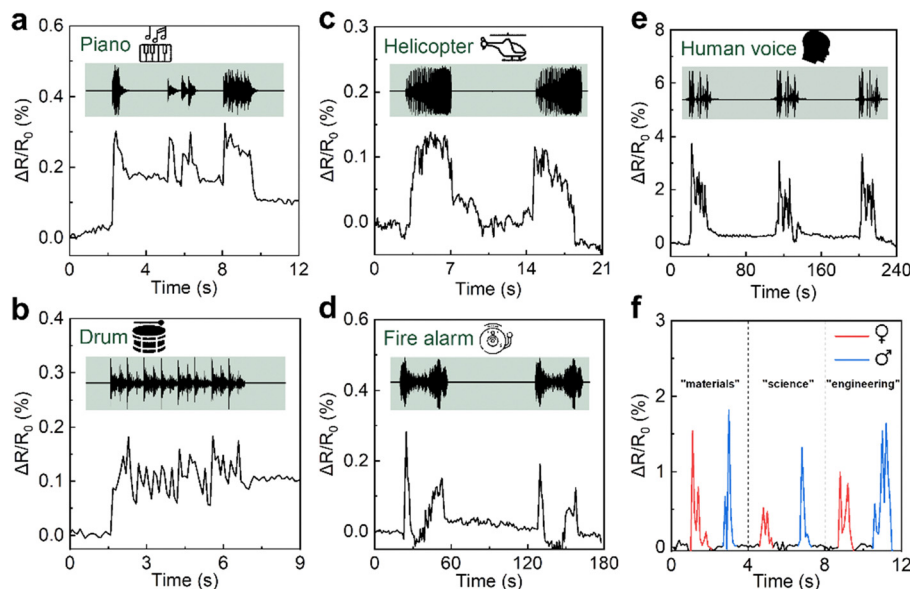 a
Piano
ΔR/R0 (%)
0.6
0.4
0.2
0.0
0 4 8 12
Time (s)
b
Drum
ΔR/R0 (%)
0.4
0.3
0.2
0.1
0.0
0 3 6 9
Time (s)
c
Helicopter
ΔR/R0 (%)
0.3
0.2
0.1
0.0
0 7 14 21
Time (s)
d
Fire alarm
ΔR/R0 (%)
0.6
0.4
0.2
0.0
0 60 120 180
Time (s)
e
Human voice
ΔR/R0 (%)
8
6
4
2
0
0 80 160 240
Time (s)
f
♀
♂
"materials" "science" "engineering"
ΔR/R0 (%)
3
2
1
0
0 4 8 12
Time (s)